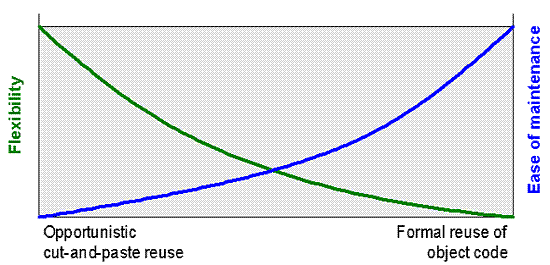 Flexibility
Ease of maintenance
Opportunistic
cut-and-paste reuse
Formal reuse of
object code